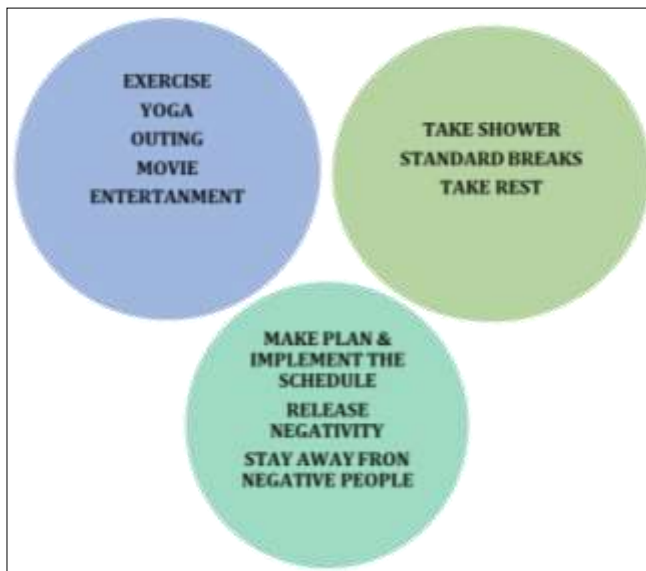 EXERCISE
YOGA
OUTING
MOVIE
ENTERTANMENT
TAKE SHOWER
STANDARD BREAKS
TAKE REST
MAKE PLAN &
IMPLEMENT THE
SCHEDULE
RELEASE
NEGATIVITY
STAY AWAY FRON
NEGATIVE PEOPLE